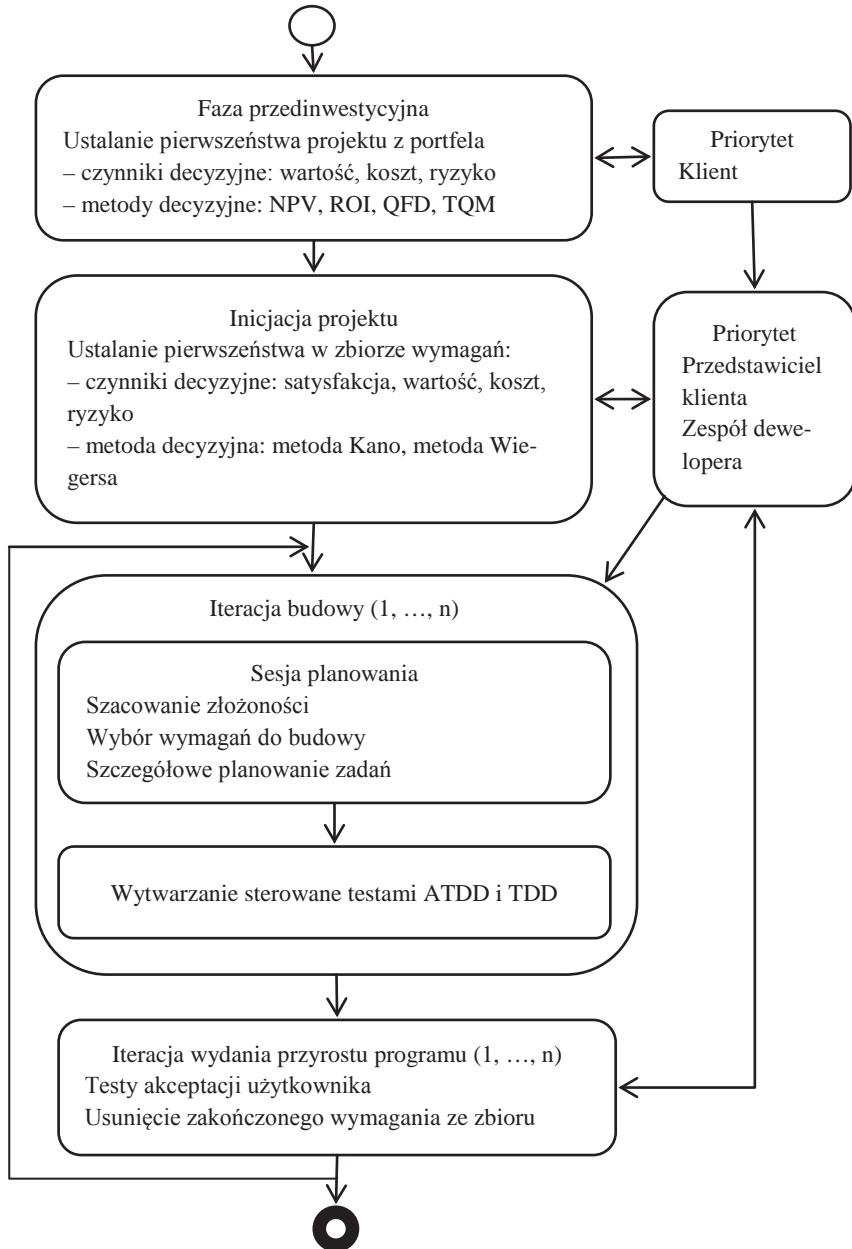 Faza przedinwestycyjna
Ustalanie pierwszeństwa projektu z portfela
– czynniki decyzyjne: wartość, koszt, ryzyko
– metody decyzyjne: NPV, ROI, QFD, TQM
Priorytet
Klient
Inicjacja projektu
Ustalanie pierwszeństwa w zbiorze wymagań:
– czynniki decyzyjne: satysfakcja, wartość, koszt,
ryzyko
– metoda decyzyjna: metoda Kano, metoda Wie-
gersa
Priorytet
Przedstawiciel
klienta
Zespół dewe-
lopera
Iteracja budowy (1, …, n)
Sesja planowania
Szacowanie złożoności
Wybór wymagań do budowy
Szczegółowe planowanie zadań
Wytwarzanie sterowane testami ATDD i TDD
Iteracja wydania przyrostu programu (1, …, n)
Testy akceptacji użytkownika
Usunięcie zakończonego wymagania ze zbioru